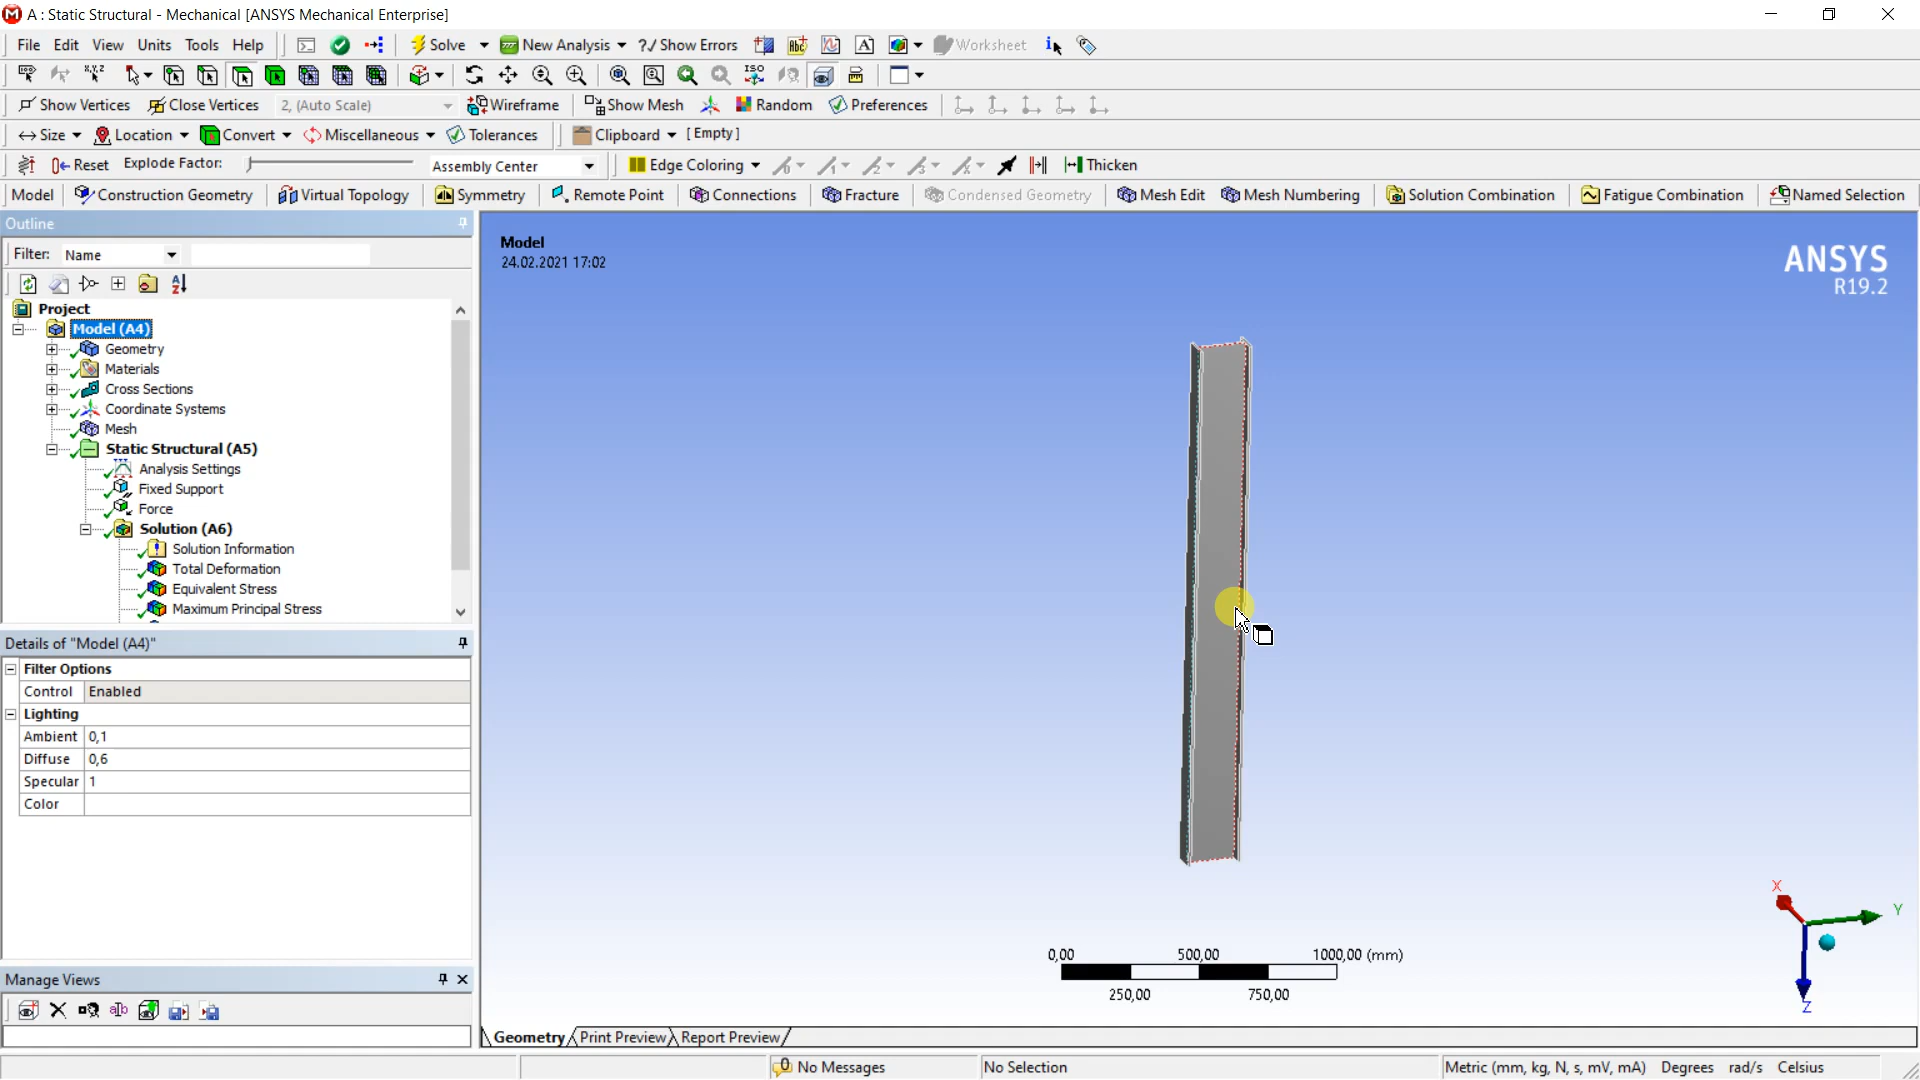 A : Static Structural - Mechanical [ANSYS Mechanical Enterprise]
File Edit View Units Tools Help Solve New Analysis ?/ Show Errors Abc A Worksheet i
x,y,z ISO
Show Vertices Close Vertices 2, (Auto Scale) Wireframe Show Mesh Random Preferences
Size Location Convert Miscellaneous Tolerances Clipboard [ Empty ]
Reset Explode Factor: Assembly Center Edge Coloring Thicken
Model Construction Geometry Virtual Topology Symmetry Remote Point Connections Fracture Condensed Geometry Mesh Edit Mesh Numbering Solution Combination Fatigue Combination Named Selection
Outline
Filter: Name
Project
Model (A4)
Geometry
Materials
Cross Sections
Coordinate Systems
Mesh
Static Structural (A5)
Analysis Settings
Fixed Support
Force
Solution (A6)
Solution Information
Total Deformation
Equivalent Stress
Maximum Principal Stress
Details of "Model (A4)"
Filter Options
Control Enabled
Lighting
Ambient 0,1
Diffuse 0,6
Specular 1
Color
Manage Views
Model
24.02.2021 17:02
ANSYS
R19.2
X
Y
Z
0,00 500,00 1000,00 (mm)
250,00 750,00
Geometry Print Preview Report Preview
0 No Messages No Selection Metric (mm, kg, N, s, mV, mA) Degrees rad/s Celsius